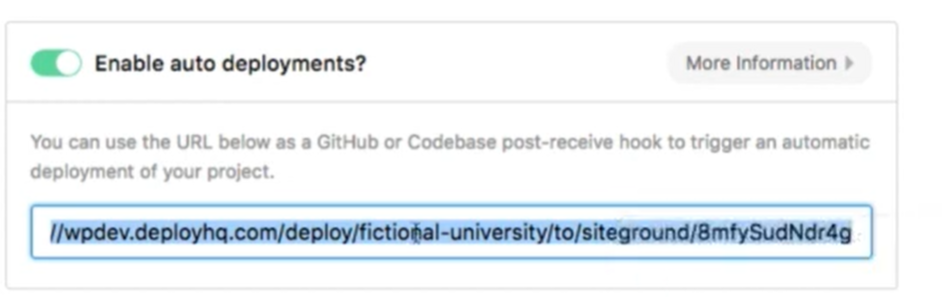 Enable auto deployments?
More Information
You can use the URL below as a GitHub or Codebase post-receive hook to trigger an automatic
deployment of your project.
//wpdev.deployhq.com/deploy/fictional-university/to/siteground/8mfySudNdr4g